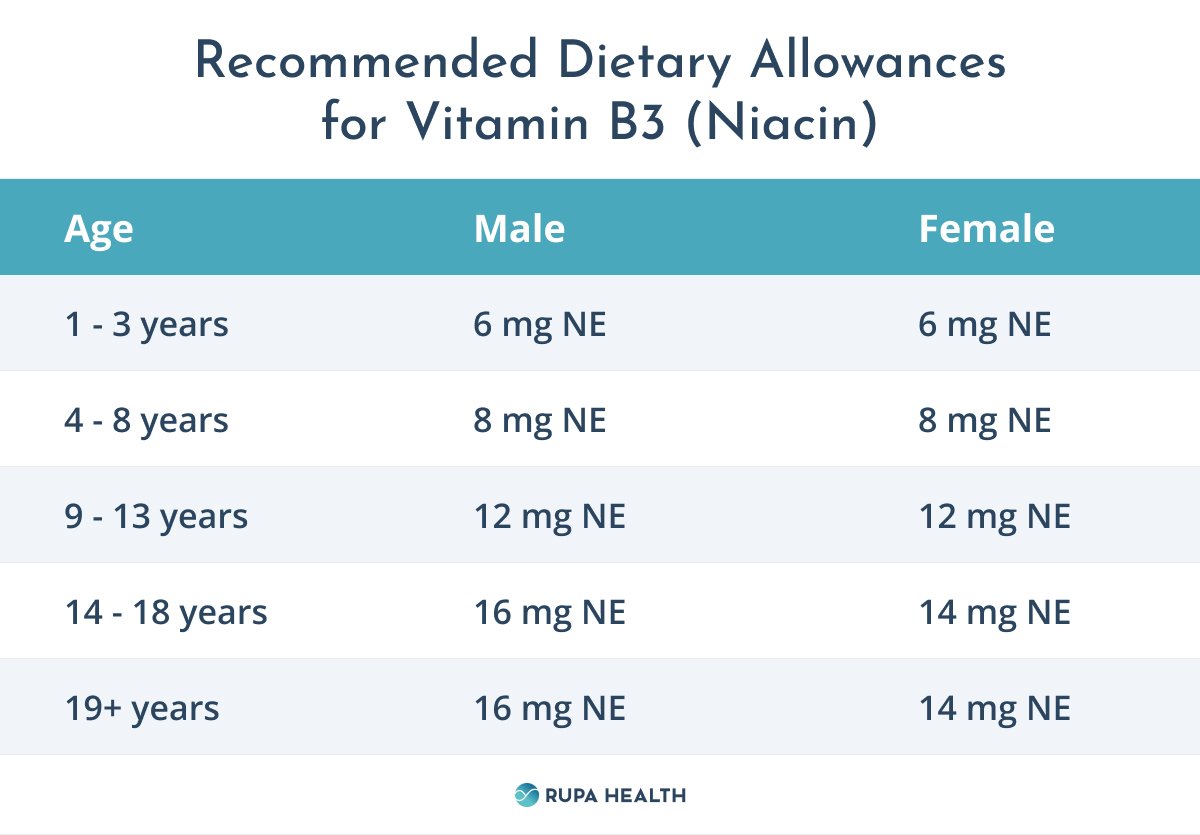 Recommended Dietary Allowances
for Vitamin B3 (Niacin)
Age Male Female
1 - 3 years 6 mg NE 6 mg NE
4 - 8 years 8 mg NE 8 mg NE
9 - 13 years 12 mg NE 12 mg NE
14 - 18 years 16 mg NE 14 mg NE
19+ years 16 mg NE 14 mg NE
RUPA HEALTH